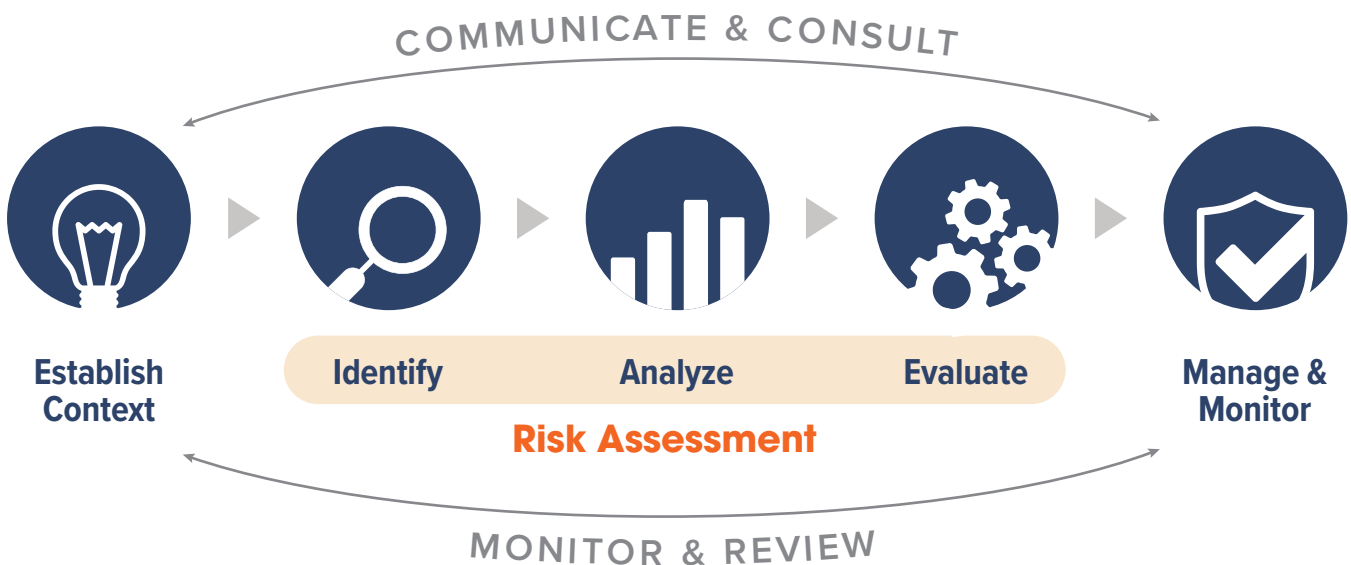 COMMUNICATE & CONSULT
Establish
Context
Identify
Analyze
Evaluate
Manage &
Monitor
Risk Assessment
MONITOR & REVIEW